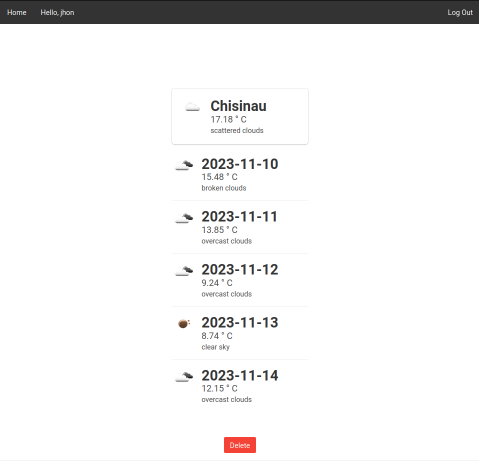 Home Hello, jhon Log Out
Chisinau
17.18 ° C
scattered clouds
2023-11-10
15.48 ° C
broken clouds
2023-11-11
13.85 ° C
overcast clouds
2023-11-12
9.24 ° C
overcast clouds
2023-11-13
8.74 ° C
clear sky
2023-11-14
12.15 ° C
overcast clouds
Delete